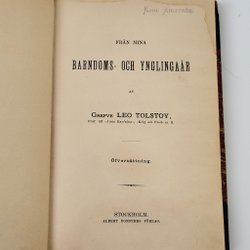 FRÅN MINA
BARNDOMS- OCH YNGLINGAÅR
AF
GREFVE LEO TOLSTOY,
Öfversättning.
STOCKHOLM.
ALBERT BONNIERS FÖRLAG.